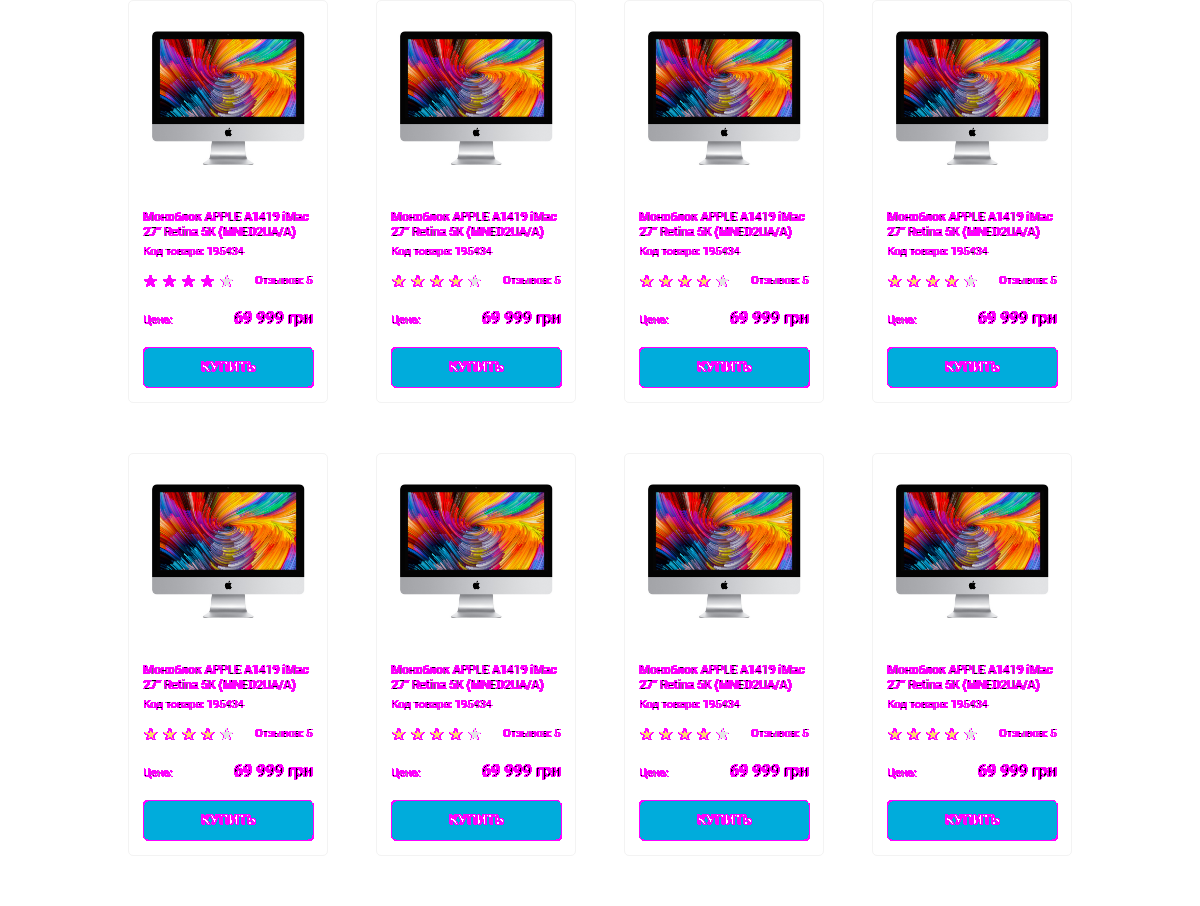 Моноблок APPLE A1419 iMac
27" Retina 5K (MNED2UA/A)
Код товара: 195434
Отзывов: 5
Цена: 69 999 грн
КУПИТЬ
Моноблок APPLE A1419 iMac
27" Retina 5K (MNED2UA/A)
Код товара: 195434
Отзывов: 5
Цена: 69 999 грн
КУПИТЬ
Моноблок APPLE A1419 iMac
27" Retina 5K (MNED2UA/A)
Код товара: 195434
Отзывов: 5
Цена: 69 999 грн
КУПИТЬ
Моноблок APPLE A1419 iMac
27" Retina 5K (MNED2UA/A)
Код товара: 195434
Отзывов: 5
Цена: 69 999 грн
КУПИТЬ
Моноблок APPLE A1419 iMac
27" Retina 5K (MNED2UA/A)
Код товара: 195434
Отзывов: 5
Цена: 69 999 грн
КУПИТЬ
Моноблок APPLE A1419 iMac
27" Retina 5K (MNED2UA/A)
Код товара: 195434
Отзывов: 5
Цена: 69 999 грн
КУПИТЬ
Моноблок APPLE A1419 iMac
27" Retina 5K (MNED2UA/A)
Код товара: 195434
Отзывов: 5
Цена: 69 999 грн
КУПИТЬ
Моноблок APPLE A1419 iMac
27" Retina 5K (MNED2UA/A)
Код товара: 195434
Отзывов: 5
Цена: 69 999 грн
КУПИТЬ